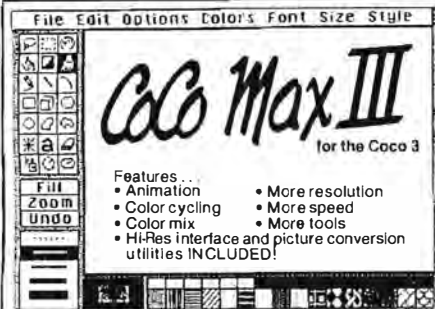 File Edit Options Colors Font Size Style
CoCo Max III
for the Coco 3
Features . . .
• Animation
• Color cycling
• Color mix
• More resolution
• More speed
• More tools
• Hi-Res interface and picture conversion
utilities INCLUDED!
a
Fill
Zoom
Undo